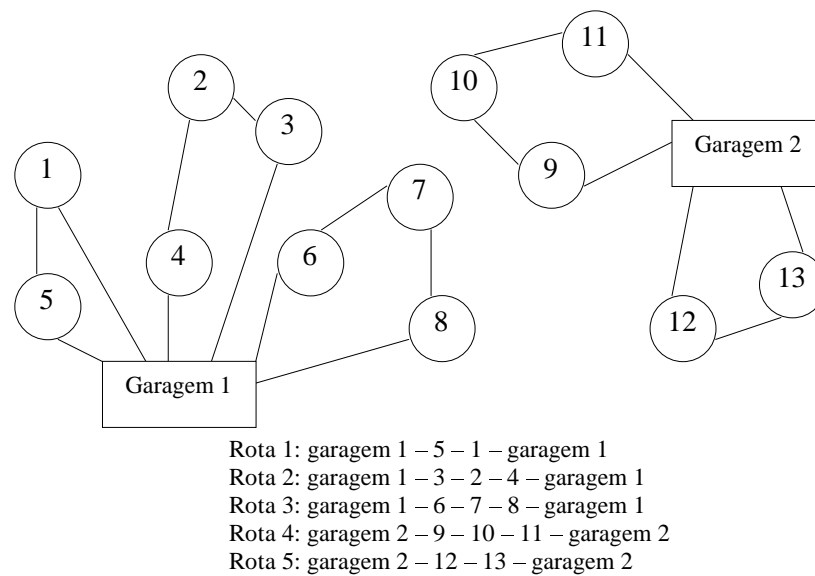 11
2
10
3
Garagem 2
1
9
7
4
6
13
5
8
12
Garagem 1
Rota 1: garagem 1 – 5 – 1 – garagem 1
Rota 2: garagem 1 – 3 – 2 – 4 – garagem 1
Rota 3: garagem 1 – 6 – 7 – 8 – garagem 1
Rota 4: garagem 2 – 9 – 10 – 11 – garagem 2
Rota 5: garagem 2 – 12 – 13 – garagem 2